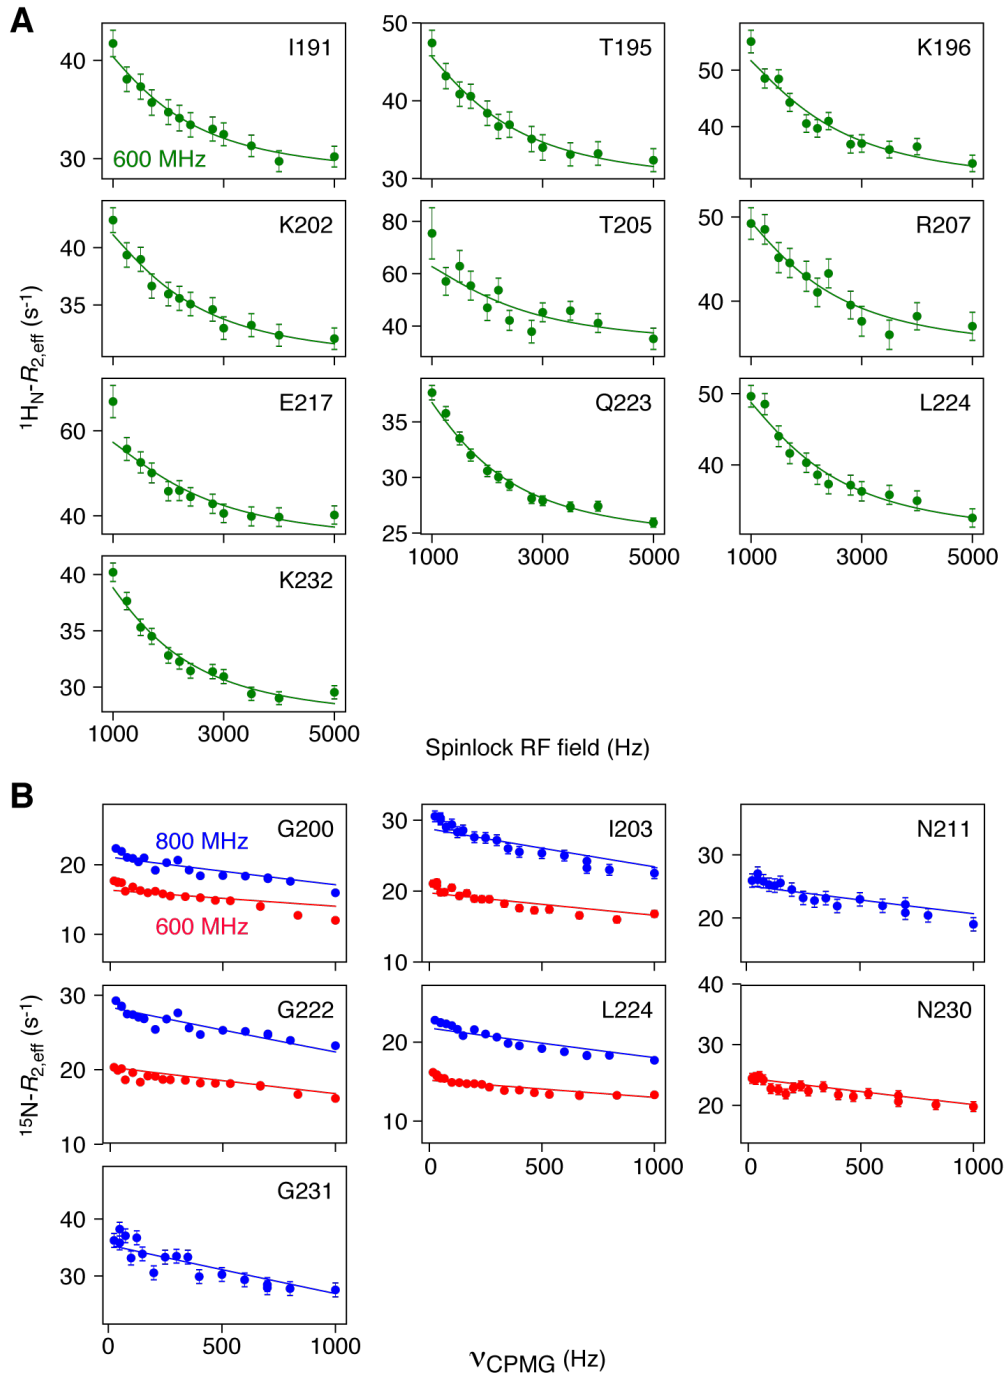 A
I191
T195
K196
40
30
50
40
30
50
40
600 MHz
K202
T205
R207
40
35
80
60
40
50
40
E217
Q223
L224
60
40
35
30
25
50
40
1000 3000 5000
1000 3000 5000
K232
40
35
30
1000 3000 5000
¹H_N-R_2,eff (s⁻¹)
Spinlock RF field (Hz)
B
G200
I203
N211
800 MHz
600 MHz
20
10
30
20
10
30
20
G222
L224
N230
30
20
10
20
10
40
30
20
0 500 1000
0 500 1000
G231
40
30
0 500 1000
¹⁵N-R_2,eff (s⁻¹)
ν_CPMG (Hz)